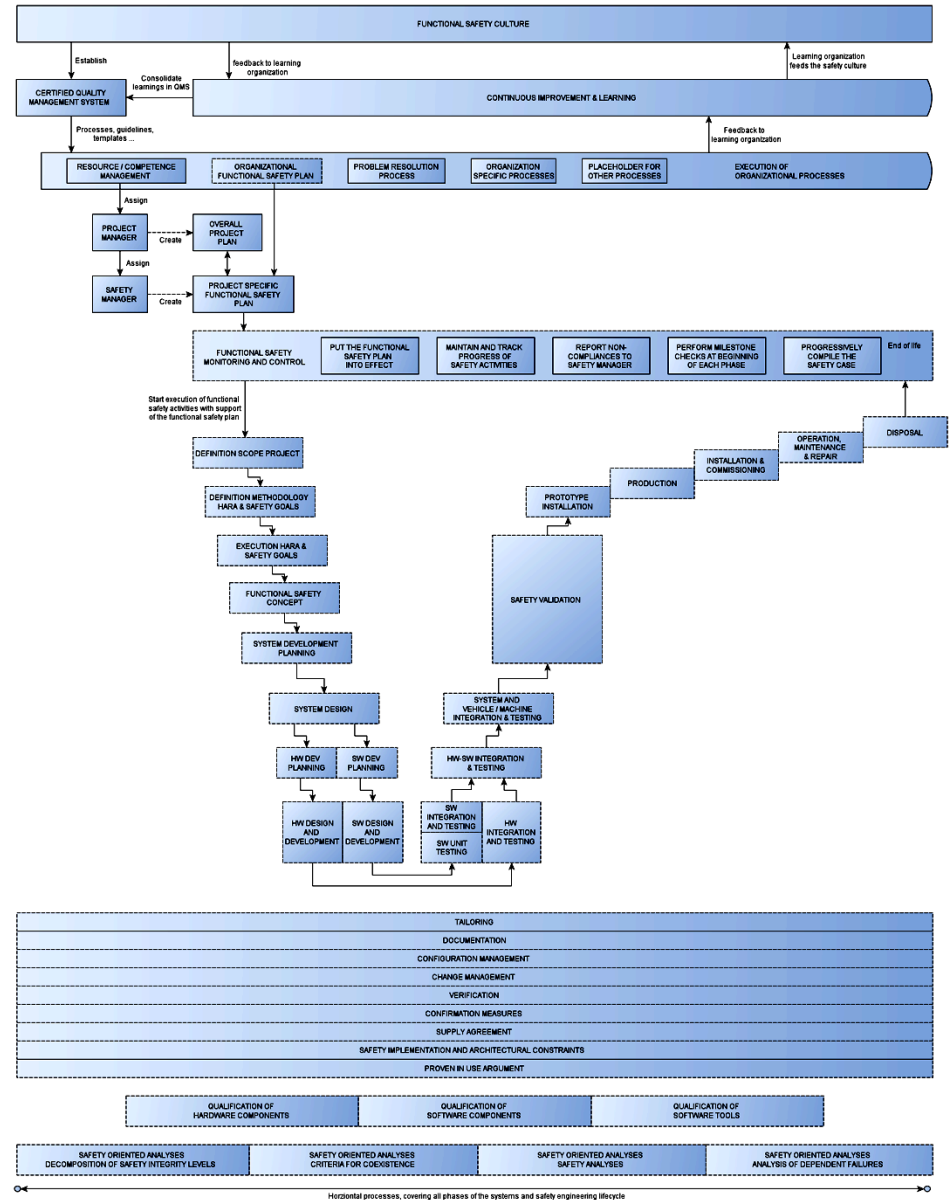 FUNCTIONAL SAFETY CULTURE
Establish
feedback to learning
organization
Learning organization
feeds the safety culture
CERTIFIED QUALITY
MANAGEMENT SYSTEM
Consolidate
learnings in QMS
CONTINUOUS IMPROVEMENT & LEARNING
Processes, guidelines,
templates ...
Feedback to
learning organization
RESOURCE / COMPETENCE
MANAGEMENT
ORGANIZATIONAL
FUNCTIONAL SAFETY PLAN
PROBLEM RESOLUTION
PROCESS
ORGANIZATION
SPECIFIC PROCESSES
PLACEHOLDER FOR
OTHER PROCESSES
EXECUTION OF
ORGANIZATIONAL PROCESSES
Assign
PROJECT
MANAGER
Create
OVERALL
PROJECT
PLAN
Assign
SAFETY
MANAGER
Create
PROJECT SPECIFIC
FUNCTIONAL SAFETY
PLAN
FUNCTIONAL SAFETY
MONITORING AND CONTROL
PUT THE FUNCTIONAL
SAFETY PLAN
INTO EFFECT
MAINTAIN AND TRACK
PROGRESS OF
SAFETY ACTIVITIES
REPORT NON-
COMPLIANCES TO
SAFETY MANAGER
PERFORM MILESTONE
CHECKS AT BEGINNING
OF EACH PHASE
PROGRESSIVELY
COMPILE THE
SAFETY CASE
End of life
Start execution of functional
safety activities with support
of the functional safety plan
DEFINITION SCOPE PROJECT
DEFINITION METHODOLOGY
HARA & SAFETY GOALS
EXECUTION HARA &
SAFETY GOALS
FUNCTIONAL SAFETY
CONCEPT
SYSTEM DEVELOPMENT
PLANNING
SYSTEM DESIGN
HW DEV
PLANNING
SW DEV
PLANNING
HW DESIGN
AND
DEVELOPMENT
SW DESIGN
AND
DEVELOPMENT
SW
INTEGRATION
AND TESTING
SW UNIT
TESTING
HW
INTEGRATION
AND TESTING
HW-SW INTEGRATION
& TESTING
SYSTEM AND
VEHICLE / MACHINE
INTEGRATION & TESTING
SAFETY VALIDATION
PROTOTYPE
INSTALLATION
PRODUCTION
INSTALLATION &
COMMISSIONING
OPERATION,
MAINTENANCE
& REPAIR
DISPOSAL
TAILORING
DOCUMENTATION
CONFIGURATION MANAGEMENT
CHANGE MANAGEMENT
VERIFICATION
CONFIRMATION MEASURES
SUPPLY AGREEMENT
SAFETY IMPLEMENTATION AND ARCHITECTURAL CONSTRAINTS
PROVEN IN USE ARGUMENT
QUALIFICATION OF
HARDWARE COMPONENTS
QUALIFICATION OF
SOFTWARE COMPONENTS
QUALIFICATION OF
SOFTWARE TOOLS
SAFETY ORIENTED ANALYSES
DECOMPOSITION OF SAFETY INTEGRITY LEVELS
SAFETY ORIENTED ANALYSES
CRITERIA FOR COEXISTENCE
SAFETY ORIENTED ANALYSES
SAFETY ANALYSES
SAFETY ORIENTED ANALYSES
ANALYSIS OF DEPENDENT FAILURES
Horziontal processes, covering all phases of the systems and safety engineering lifecycle